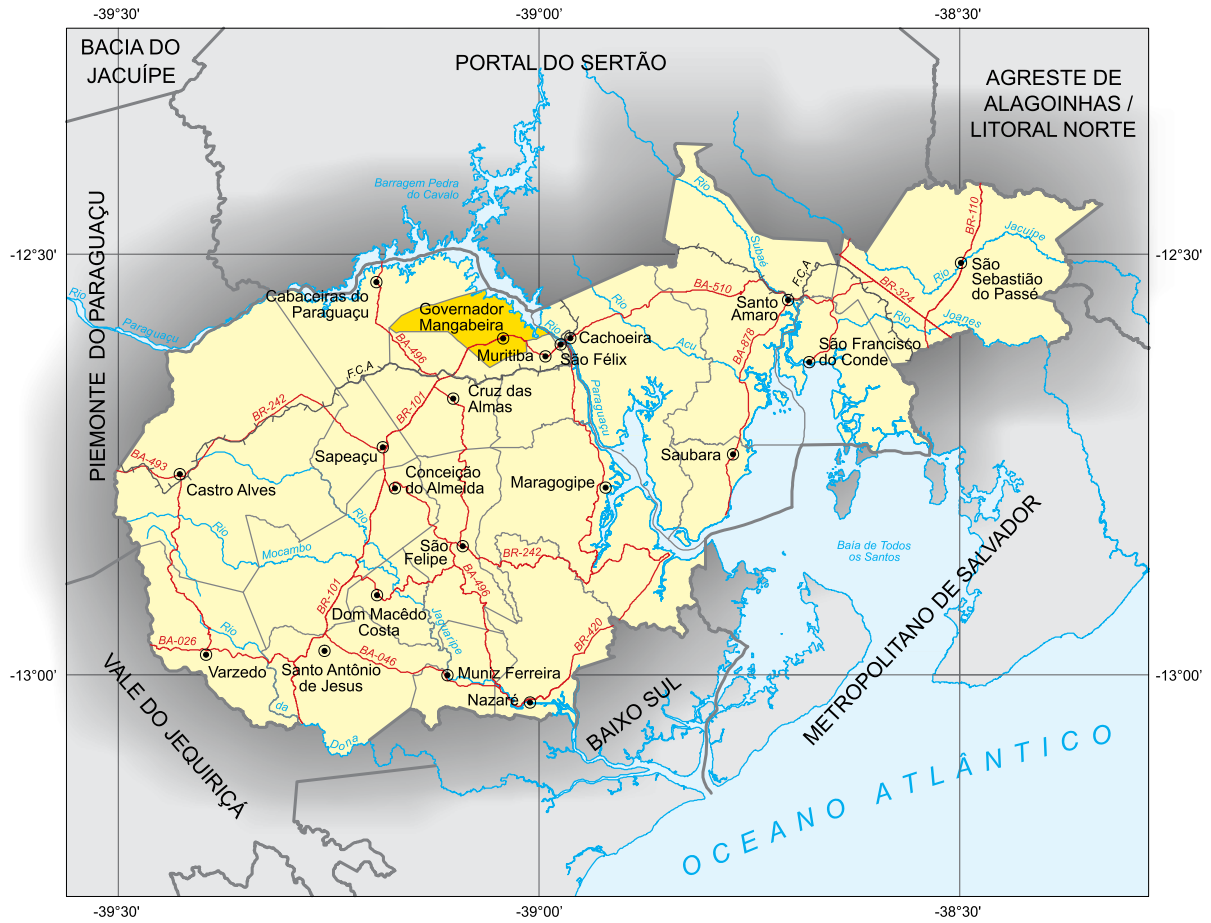 -39°30'
-39°00'
-38°30'
BACIA DO
JACUÍPE
PORTAL DO SERTÃO
AGRESTE DE
ALAGOINHAS /
LITORAL NORTE
Barragem Pedra
do Cavalo
Rio
Subaé
BR-110
Jacuípe
-12°30'
-12°30'
Rio
São
Sebastião
do Passé
BR-324
F.C.A
BA-510
Santo
Amaro
Rio
Joanes
Cabaceiras do
Paraguaçu
Governador
Mangabeira
Rio
Paraguaçu
PIEMONTE DO PARAGUAÇU
BA-496
Muritiba
Rio
Cachoeira
São Félix
Rio
Acu
BA-878
São Francisco
do Conde
F.C.A
BR-242
BR-101
Cruz das
Almas
Paraguaçu
BA-493
Castro Alves
Sapeaçu
Conceição
do Almeida
Maragogipe
Saubara
Rio
Mocambo
Rio
São
Felipe
BR-242
BA-496
Baía de Todos
os Santos
METROPOLITANO DE SALVADOR
BR-101
Dom Macêdo
Costa
Jaguaripe
BR-420
BA-026
Rio
Varzedo
Santo Antônio
de Jesus
BA-046
Muniz Ferreira
Nazaré
-13°00'
-13°00'
da
Dona
VALE DO JEQUIRIÇÁ
BAIXO SUL
OCEANO ATLÂNTICO
-39°30'
-39°00'
-38°30'